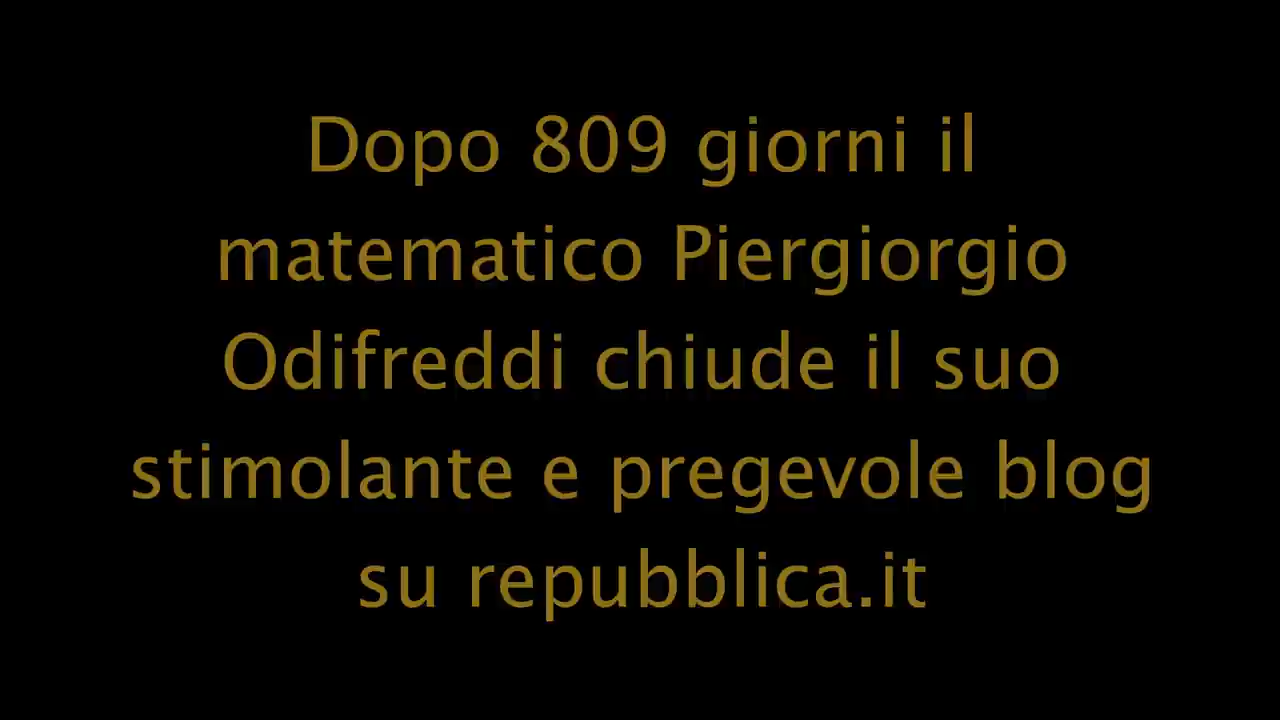 Dopo 809 giorni il
matematico Piergiorgio
Odifreddi chiude il suo
stimolante e pregevole blog
su repubblica.it